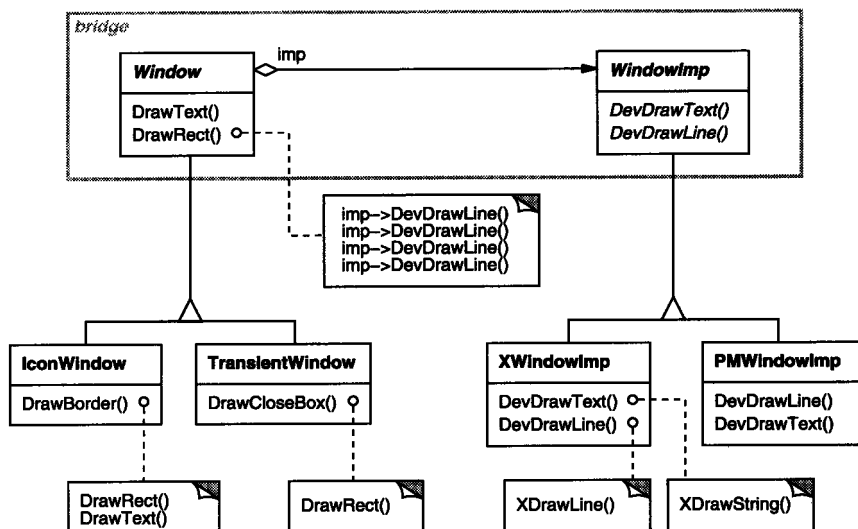 bridge
imp
Window
WindowImp
DrawText()
DrawRect()
DevDrawText()
DevDrawLine()
imp->DevDrawLine()
imp->DevDrawLine()
imp->DevDrawLine()
imp->DevDrawLine()
IconWindow
TransientWindow
XWindowImp
PMWindowImp
DrawBorder()
DrawCloseBox()
DevDrawText()
DevDrawLine()
DevDrawLine()
DevDrawText()
DrawRect()
DrawText()
DrawRect()
XDrawLine()
XDrawString()